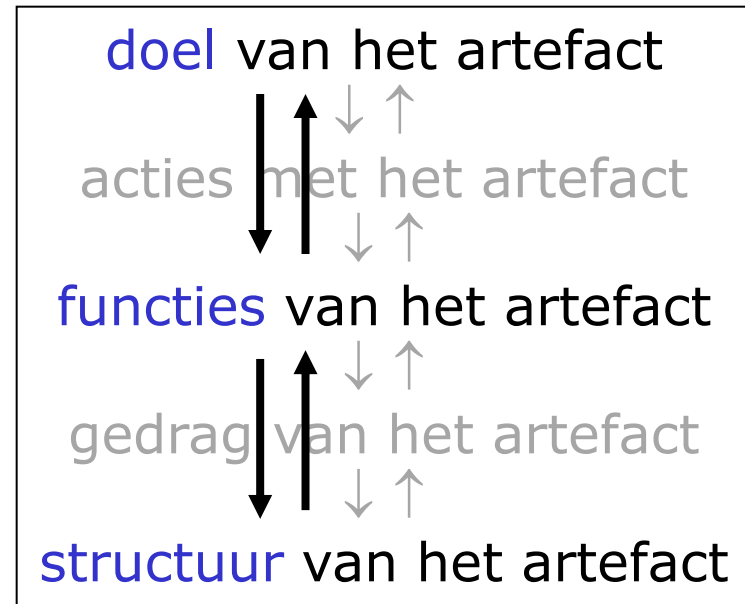 doel van het artefact
↓ ↑
acties met het artefact
↓ ↑
functies van het artefact
↓ ↑
gedrag van het artefact
↓ ↑
structuur van het artefact